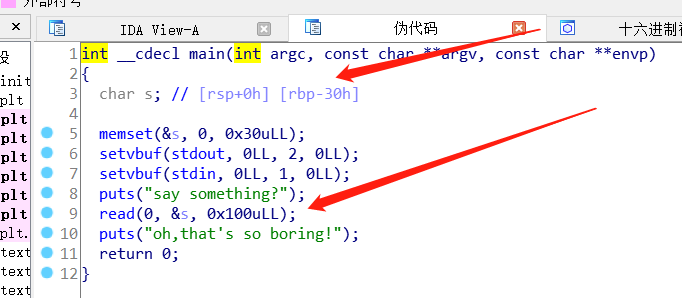 外部符号
IDA View-A
伪代码
十六进制
设
init
plt
plt
plt
plt
plt
plt
plt
plt.
text
text
text
1 int __cdecl main(int argc, const char **argv, const char **envp)
2 {
3 char s; // [rsp+0h] [rbp-30h]
4
5 memset(&s, 0, 0x30uLL);
6 setvbuf(stdout, 0LL, 2, 0LL);
7 setvbuf(stdin, 0LL, 1, 0LL);
8 puts("say something?");
9 read(0, &s, 0x100uLL);
10 puts("oh,that's so boring!");
11 return 0;
12 }